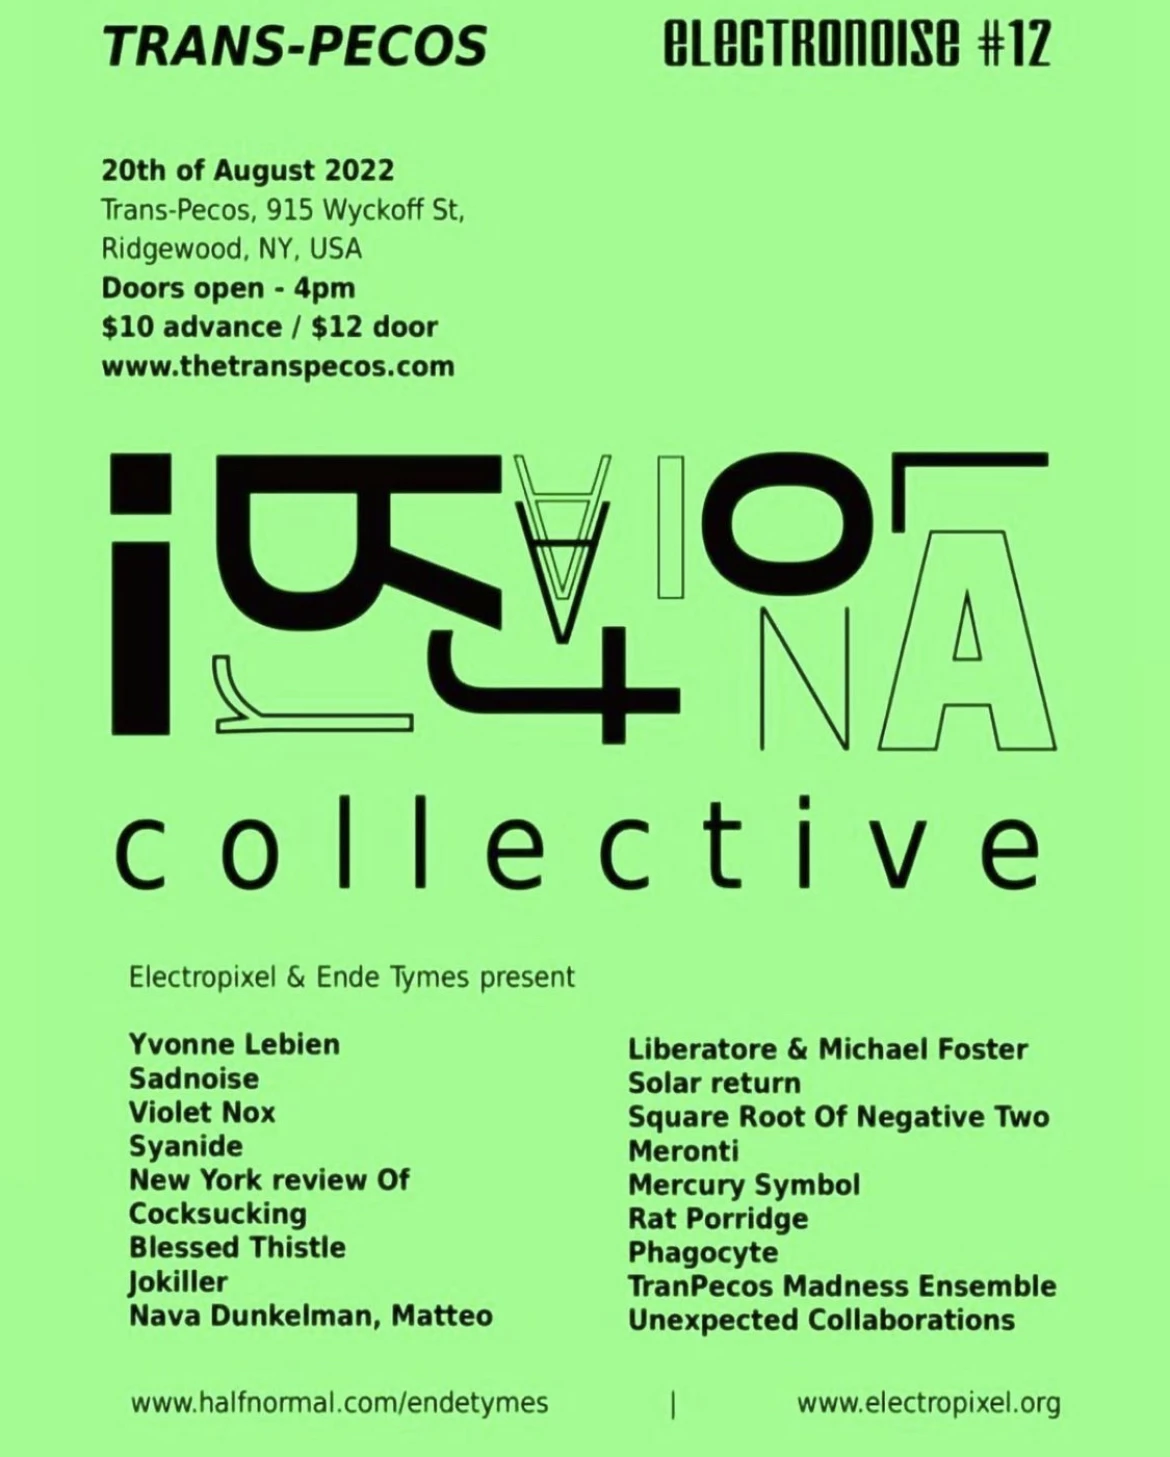 TRANS-PECOS
ELECTRONOISE #12
20th of August 2022
Trans-Pecos, 915 Wyckoff St,
Ridgewood, NY, USA
Doors open - 4pm
$10 advance / $12 door
www.thetranspecos.com
collective
Electropixel & Ende Tymes present
Yvonne Lebien
Sadnoise
Violet Nox
Syanide
New York review Of
Cocksucking
Blessed Thistle
Jokiller
Nava Dunkelman, Matteo
Liberatore & Michael Foster
Solar return
Square Root Of Negative Two
Meronti
Mercury Symbol
Rat Porridge
Phagocyte
TranPecos Madness Ensemble
Unexpected Collaborations
www.halfnormal.com/endetymes | www.electropixel.org